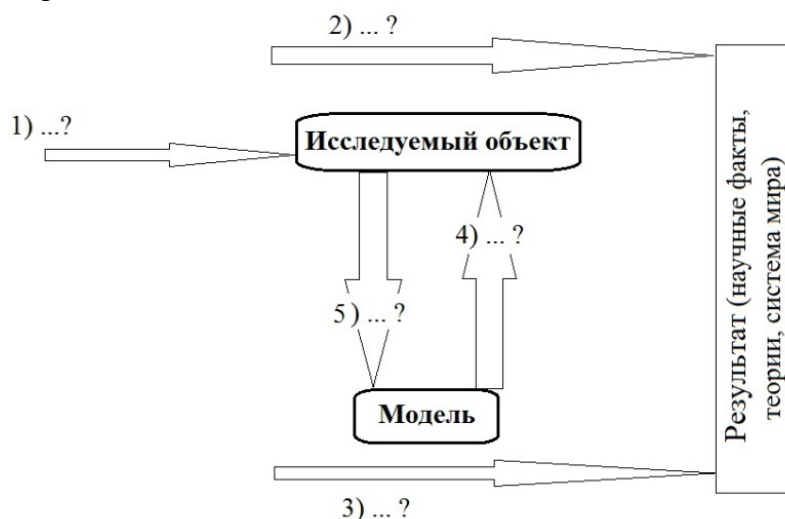 2) ... ?
1) ...?
Исследуемый объект
4) ... ?
5) ... ?
Модель
3) ... ?
Результат (научные факты,
теории, система мира)